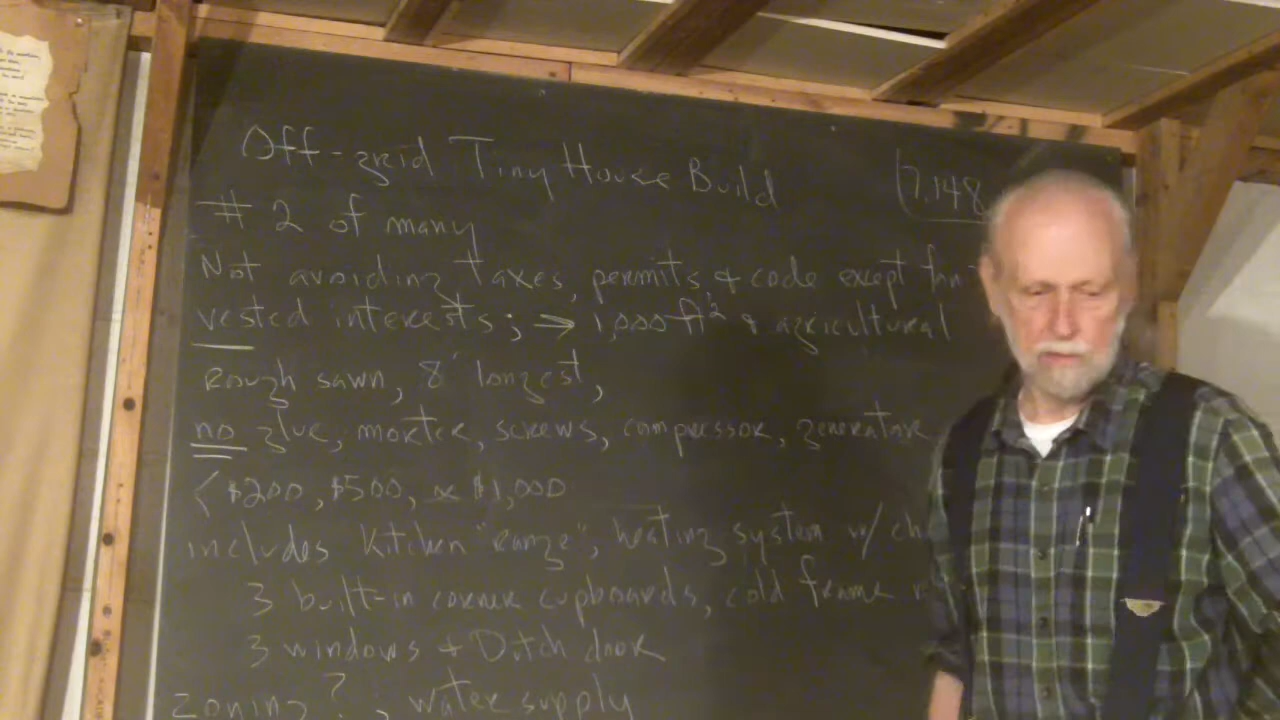 Off-grid Tiny House Build
7.148
# 2 of many
Not avoiding taxes, permits & code except
vested interests; → 1,000 ft² & agricultural
Rough sawn, 8' longest,
no glue, mortar, screws, compressor, generator
< $200, $500, or $1,000
includes kitchen "range", heating system w/
3 built-in corner cupboards, cold frame
3 windows & Dutch door
zoning?, water supply